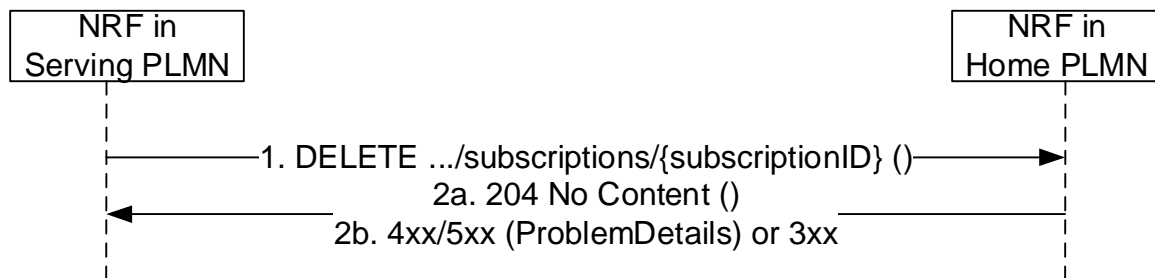 NRF in
Serving PLMN
NRF in
Home PLMN
1. DELETE .../subscriptions/{subscriptionID} ()
2a. 204 No Content ()
2b. 4xx/5xx (ProblemDetails) or 3xx